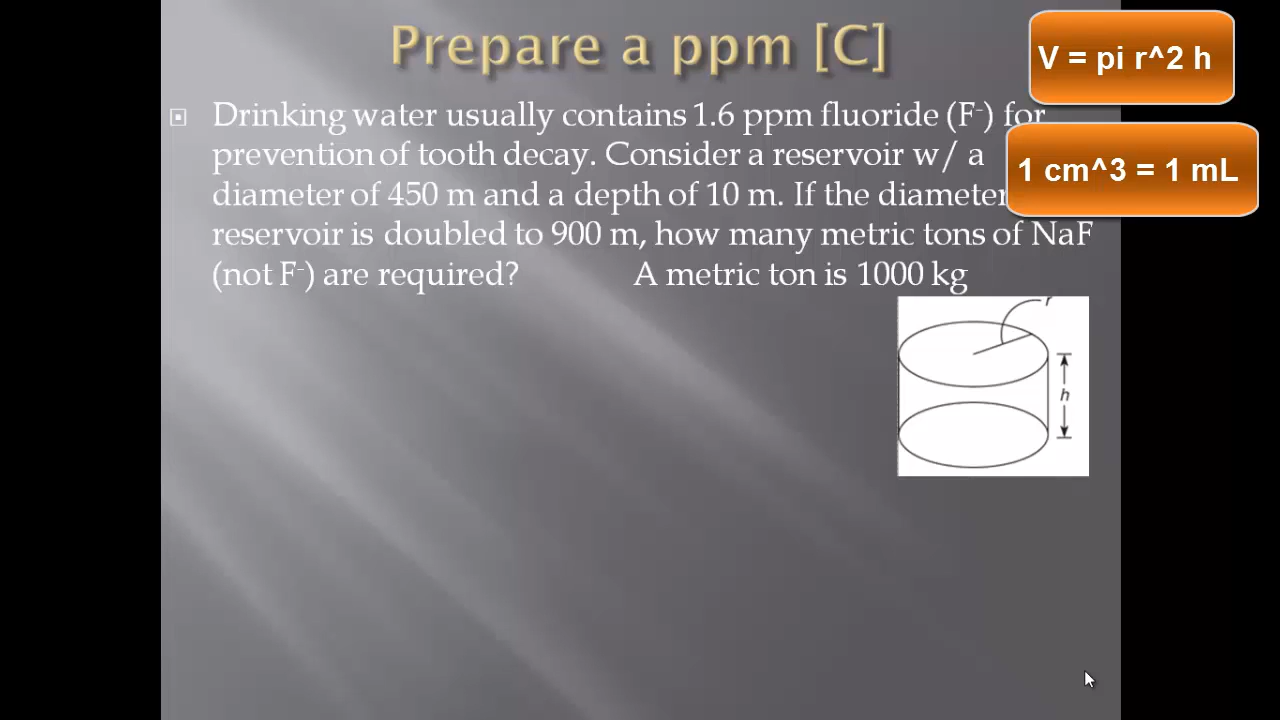 Prepare a ppm [C]
V = pi r^2 h
Drinking water usually contains 1.6 ppm fluoride (F-) for
prevention of tooth decay. Consider a reservoir w/ a
1 cm^3 = 1 mL
diameter of 450 m and a depth of 10 m. If the diameter
reservoir is doubled to 900 m, how many metric tons of NaF
(not F-) are required? A metric ton is 1000 kg
r
h